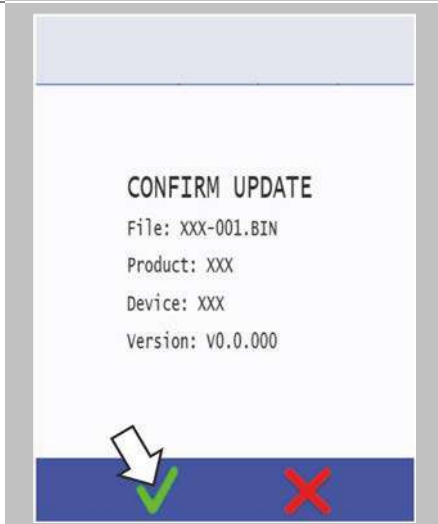 CONFIRM UPDATE
File: XXX-001.BIN
Product: XXX
Device: XXX
Version: V0.0.000